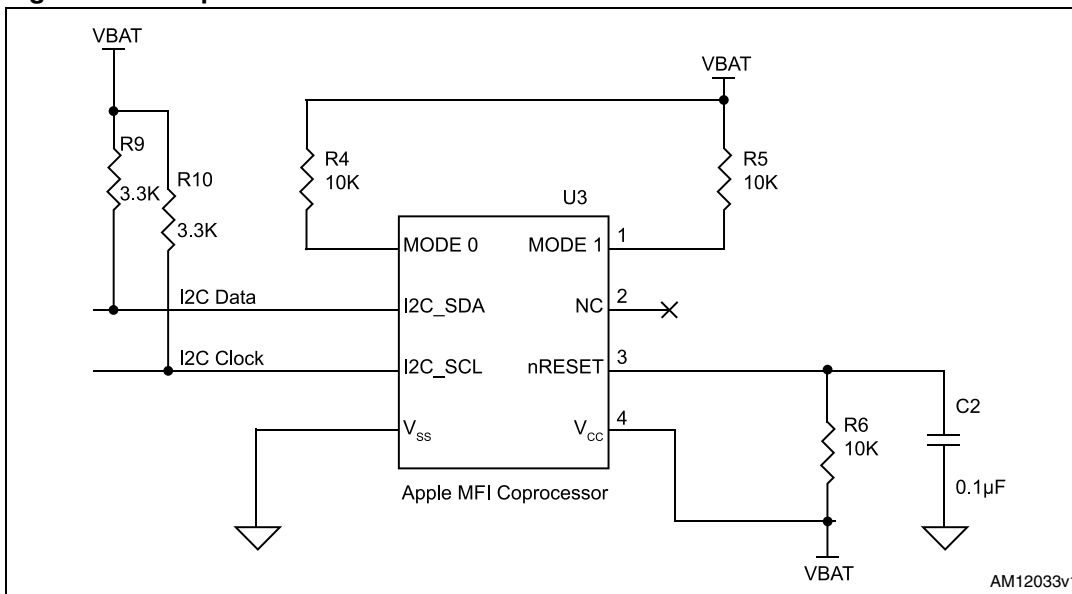 VBAT
VBAT
R9
3.3K
R10
3.3K
R4
10K
R5
10K
U3
MODE 0
MODE 1
1
I2C Data
I2C_SDA
NC
2
I2C Clock
I2C_SCL
nRESET
3
VSS
VCC
4
R6
10K
C2
0.1µF
Apple MFI Coprocessor
VBAT
AM12033v1